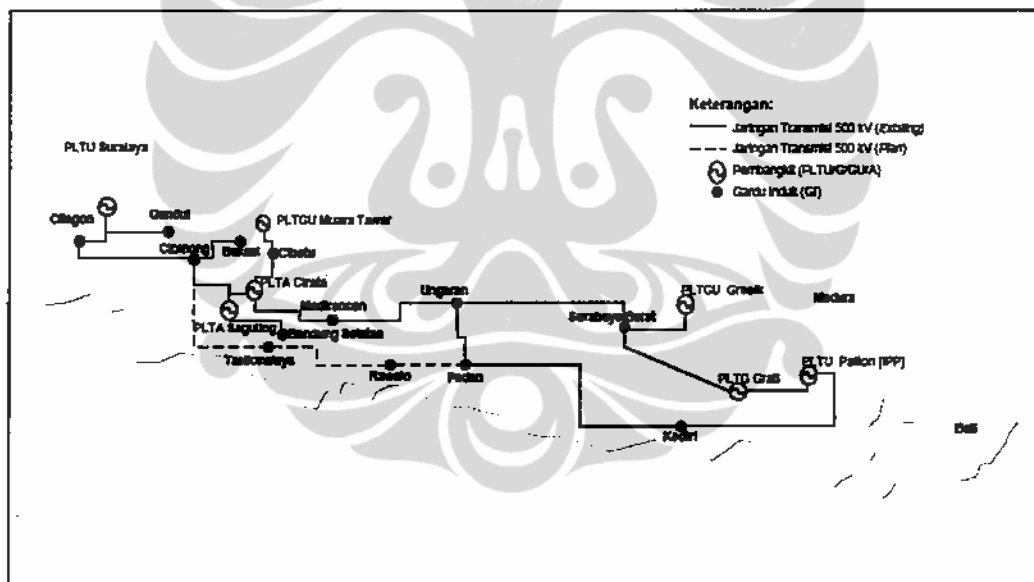 Keterangan:
Jaringan Transmisi 500 kV (Existing)
Jaringan Transmisi 500 kV (Plan)
Pembangkit (PLTU/G/GU/A)
Gardu Induk (GI)
PLTU Suralaya
Cilegon
Gandul
PLTGU Muara Tawar
Cibinong
Bekasi
Cibatu
PLTA Cirata
Mandirancan
Ungaran
PLTGU Gresik
Madura
Surabaya Barat
PLTA Saguling
Bandung Selatan
Tasikmalaya
Rawalo
Pedan
PLTG Grati
PLTU Paiton (IPP)
Kediri
Bali